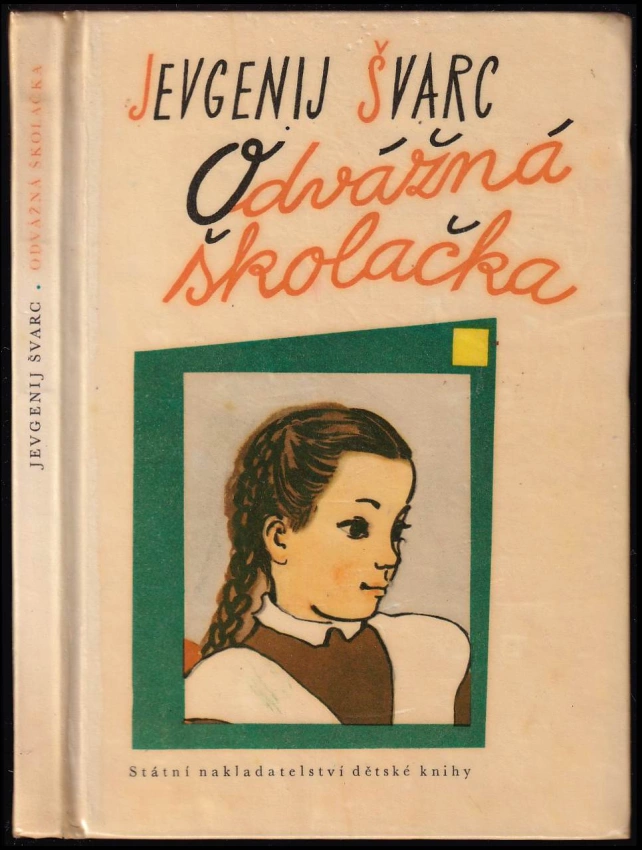 JEVGENIJ ŠVARC
Odvážná
školačka
Státní nakladatelství dětské knihy
JEVGENIJ ŠVARC • ODVÁŽNÁ ŠKOLAČKA